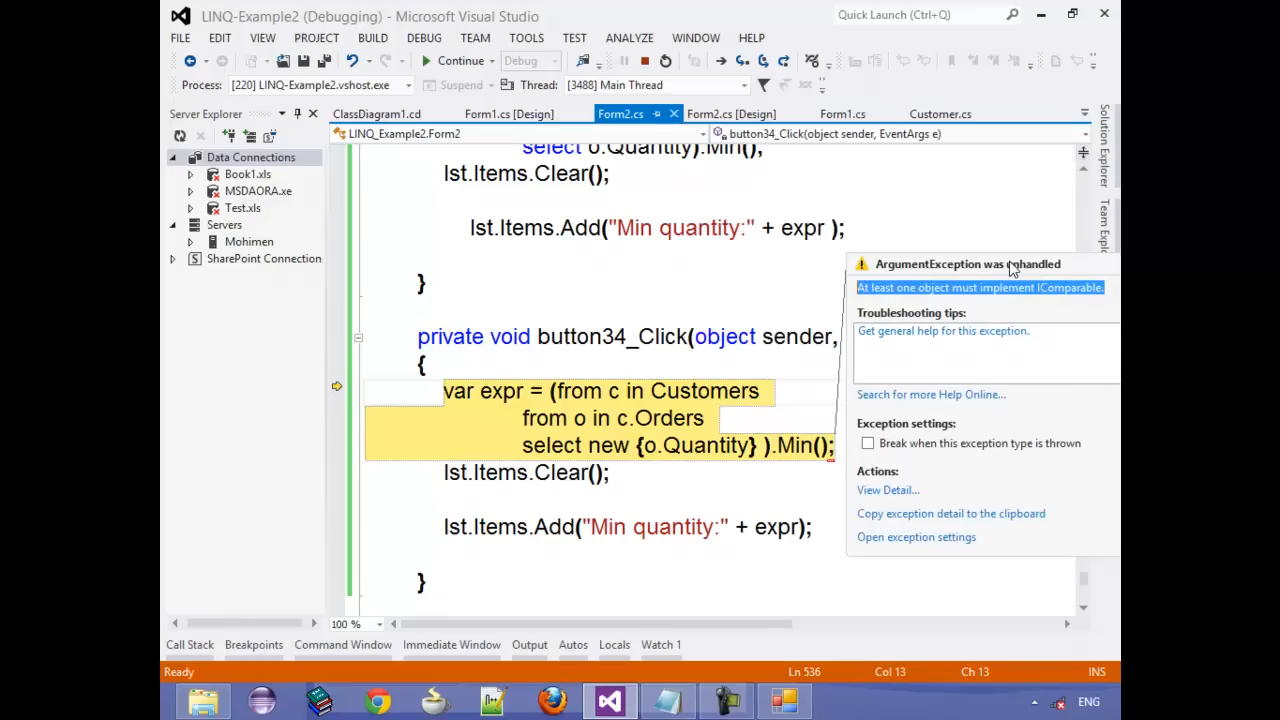 LINQ-Example2 (Debugging) - Microsoft Visual Studio
Quick Launch (Ctrl+Q)
FILE EDIT VIEW PROJECT BUILD DEBUG TEAM TOOLS TEST ANALYZE WINDOW HELP
Continue Debug
Process: [220] LINQ-Example2.vshost.exe Suspend Thread: [3488] Main Thread
Server Explorer
ClassDiagram1.cd Form1.cs [Design] Form2.cs Form2.cs [Design] Form1.cs Customer.cs
LINQ_Example2.Form2 button34_Click(object sender, EventArgs e)
Data Connections
Book1.xls
MSDAORA.xe
Test.xls
Servers
Mohimen
SharePoint Connection
select o.Quantity).Min();
lst.Items.Clear();
lst.Items.Add("Min quantity:" + expr );
}
private void button34_Click(object sender,
{
var expr = (from c in Customers
from o in c.Orders
select new {o.Quantity} ).Min();
lst.Items.Clear();
lst.Items.Add("Min quantity:" + expr);
}
ArgumentException was unhandled
At least one object must implement IComparable.
Troubleshooting tips:
Get general help for this exception.
Search for more Help Online...
Exception settings:
Break when this exception type is thrown
Actions:
View Detail...
Copy exception detail to the clipboard
Open exception settings
Solution Explorer
Team Explo
100 %
Call Stack Breakpoints Command Window Immediate Window Output Autos Locals Watch 1
Ready Ln 536 Col 13 Ch 13 INS
ENG